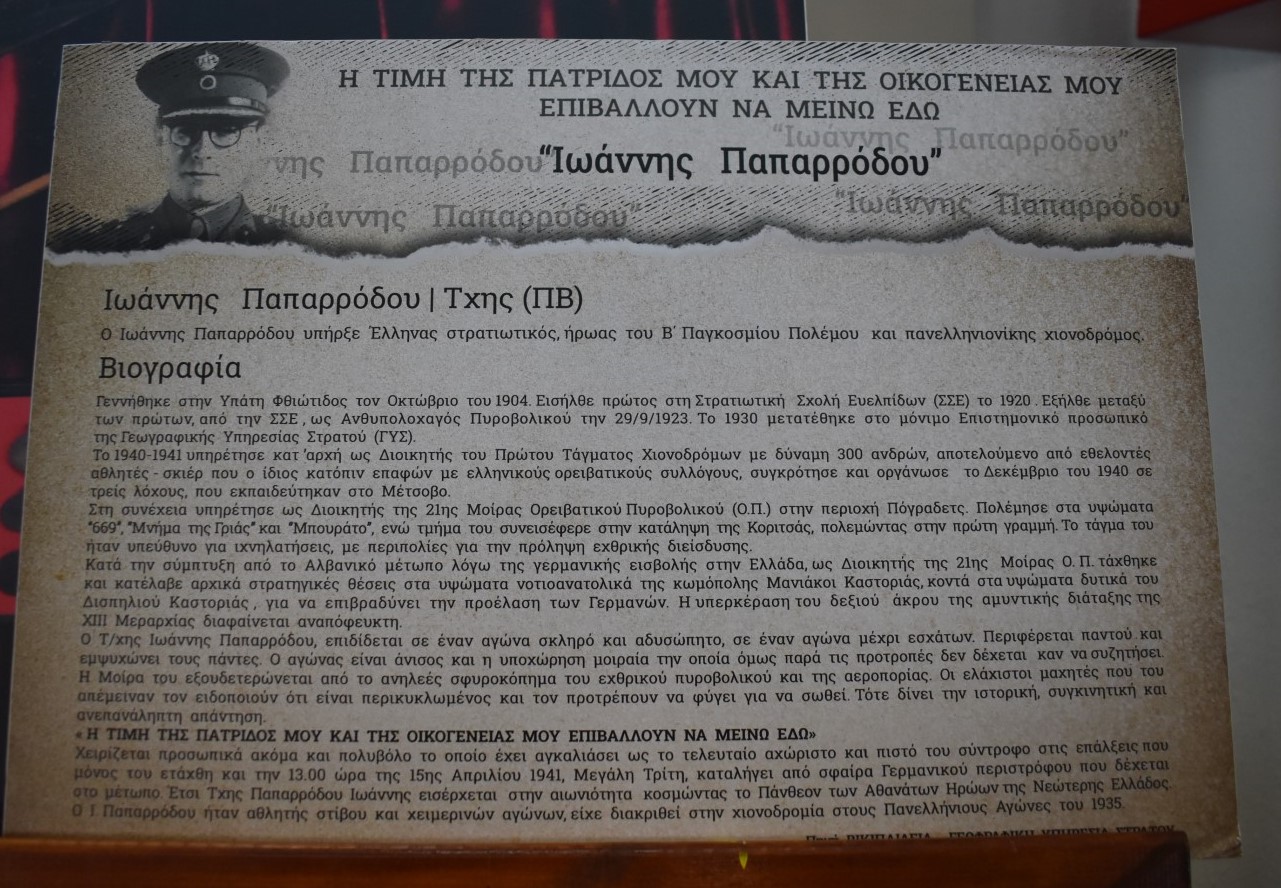 Η ΤΙΜΗ ΤΗΣ ΠΑΤΡΙΔΟΣ ΜΟΥ ΚΑΙ ΤΗΣ ΟΙΚΟΓΕΝΕΙΑΣ ΜΟΥ
ΕΠΙΒΑΛΛΟΥΝ ΝΑ ΜΕΙΝΩ ΕΔΩ
“Ιωάννης Παπαρρόδου”
νης Παπαρρόδου “Ιωάννης Παπαρρόδου”
“Ιωάννης Παπαρρόδου” “Ιωάννης Παπαρρόδου”
Ιωάννης Παπαρρόδου | Τχης (ΠΒ)
Ο Ιωάννης Παπαρρόδου υπήρξε Έλληνας στρατιωτικός, ήρωας του Β΄ Παγκοσμίου Πολέμου και πανελληνιονίκης χιονοδρόμος.
Βιογραφία
Γεννήθηκε στην Υπάτη Φθιώτιδος τον Οκτώβριο του 1904. Εισήλθε πρώτος στη Στρατιωτική Σχολή Ευελπίδων (ΣΣΕ) το 1920 . Εξήλθε μεταξύ
των πρώτων, από την ΣΣΕ , ως Ανθυπολοχαγός Πυροβολικού την 29/9/1923. Το 1930 μετατέθηκε στο μόνιμο Επιστημονικό προσωπικό
της Γεωγραφικής Υπηρεσίας Στρατού (ΓΥΣ).
Το 1940-1941 υπηρέτησε κατ ’αρχή ως Διοικητής του Πρώτου Τάγματος Χιονοδρόμων με δύναμη 300 ανδρών, αποτελούμενο από εθελοντές
αθλητές - σκιέρ που ο ίδιος κατόπιν επαφών με ελληνικούς ορειβατικούς συλλόγους, συγκρότησε και οργάνωσε το Δεκέμβριο του 1940 σε
τρείς λόχους, που εκπαιδεύτηκαν στο Μέτσοβο.
Στη συνέχεια υπηρέτησε ως Διοικητής της 21ης Μοίρας Ορειβατικού Πυροβολικού (Ο.Π.) στην περιοχή Πόγραδετς. Πολέμησε στα υψώματα
“669”, “Μνήμα της Γριάς” και “Μπουράτο”, ενώ τμήμα του συνεισέφερε στην κατάληψη της Κοριτσάς, πολεμώντας στην πρώτη γραμμή. Το τάγμα του
ήταν υπεύθυνο για ιχνηλατήσεις, με περιπολίες για την πρόληψη εχθρικής διείσδυσης.
Κατά την σύμπτυξη από το Αλβανικό μέτωπο λόγω της γερμανικής εισβολής στην Ελλάδα, ως Διοικητής της 21ης Μοίρας Ο. Π. τάχθηκε
και κατέλαβε αρχικά στρατηγικές θέσεις στα υψώματα νοτιοανατολικά της κωμόπολης Μανιάκοι Καστοριάς, κοντά στα υψώματα δυτικά του
Δισπηλιού Καστοριάς , για να επιβραδύνει την προέλαση των Γερμανών. Η υπερκέραση του δεξιού άκρου της αμυντικής διάταξης της
XIII Μεραρχίας διαφαίνεται αναπόφευκτη.
Ο Τ/χης Ιωάννης Παπαρρόδου, επιδίδεται σε έναν αγώνα σκληρό και αδυσώπητο, σε έναν αγώνα μέχρι εσχάτων. Περιφέρεται παντού και
εμψυχώνει τους πάντες. Ο αγώνας είναι άνισος και η υποχώρηση μοιραία την οποία όμως παρά τις προτροπές δεν δέχεται καν να συζητήσει.
Η Μοίρα του εξουδετερώνεται από το ανηλεές σφυροκόπημα του εχθρικού πυροβολικού και της αεροπορίας. Οι ελάχιστοι μαχητές που του
απέμειναν τον ειδοποιούν ότι είναι περικυκλωμένος και τον προτρέπουν να φύγει για να σωθεί. Τότε δίνει την ιστορική, συγκινητική και
ανεπανάληπτη απάντηση.
«Η ΤΙΜΗ ΤΗΣ ΠΑΤΡΙΔΟΣ ΜΟΥ ΚΑΙ ΤΗΣ ΟΙΚΟΓΕΝΕΙΑΣ ΜΟΥ ΕΠΙΒΑΛΛΟΥΝ ΝΑ ΜΕΙΝΩ ΕΔΩ»
Χειρίζεται προσωπικά ακόμα και πολυβόλο το οποίο έχει αγκαλιάσει ως το τελευταίο αχώριστο και πιστό του σύντροφο στις επάλξεις που
μόνος του ετάχθη και την 13.00 ώρα της 15ης Απριλίου 1941, Μεγάλη Τρίτη, καταλήγει από σφαίρα Γερμανικού περιστρόφου που δέχεται
στο μέτωπο. Έτσι Τχης Παπαρρόδου Ιωάννης εισέρχεται στην αιωνιότητα κοσμώντας το Πάνθεον των Αθανάτων Ηρώων της Νεώτερης Ελλάδος.
Ο Ι. Παπαρρόδου ήταν αθλητής στίβου και χειμερινών αγώνων, είχε διακριθεί στην χιονοδρομία στους Πανελλήνιους Αγώνες του 1935.